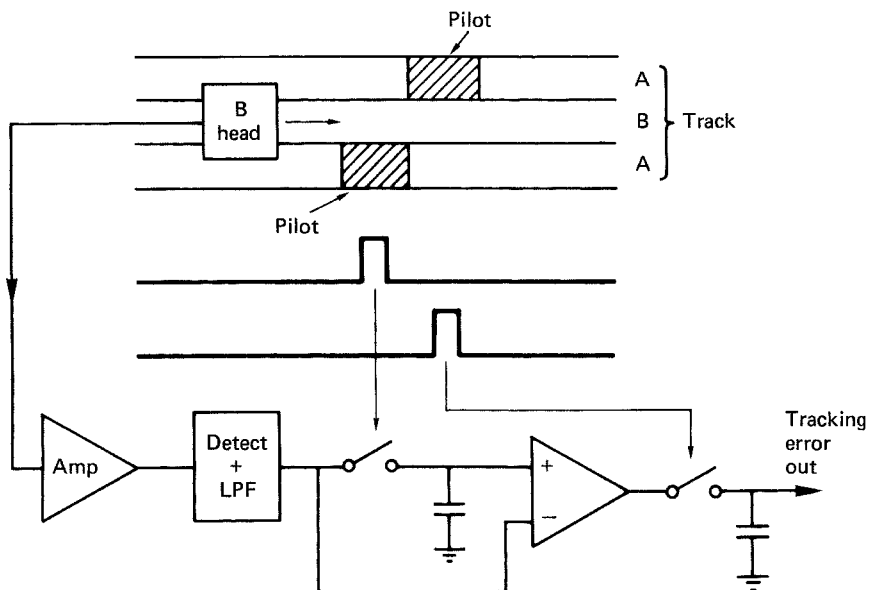 Pilot
A
B
head
B
Track
A
Pilot
Amp
Detect
+
LPF
+
−
Tracking
error
out